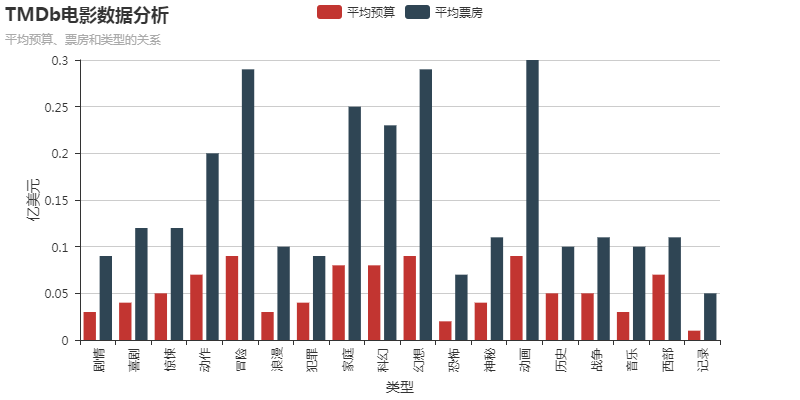 TMDb电影数据分析
平均预算 平均票房
平均预算、票房和类型的关系
0.3
0.25
0.2
0.15
0.1
0.05
0
亿美元
剧情 喜剧 惊悚 动作 冒险 浪漫 犯罪 家庭 科幻 幻想 恐怖 神秘 动画 历史 战争 音乐 西部 记录
类型